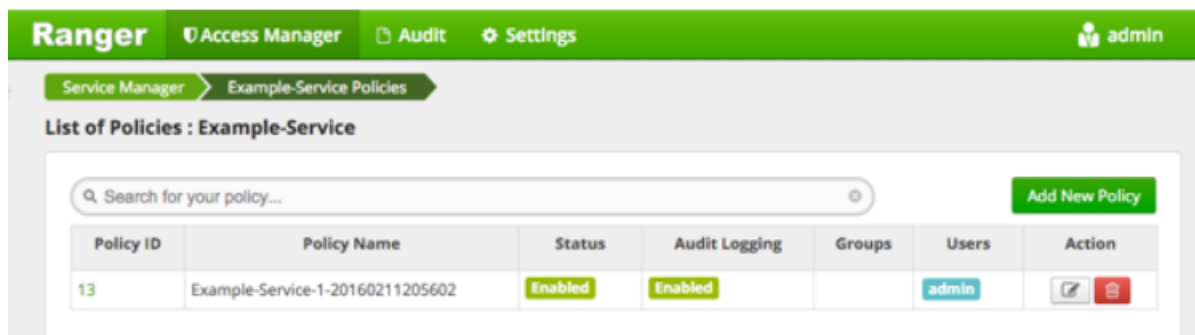 Ranger Access Manager Audit Settings admin
Service Manager Example-Service Policies
List of Policies : Example-Service
Search for your policy... Add New Policy
Policy ID Policy Name Status Audit Logging Groups Users Action
13 Example-Service-1-20160211205602 Enabled Enabled admin